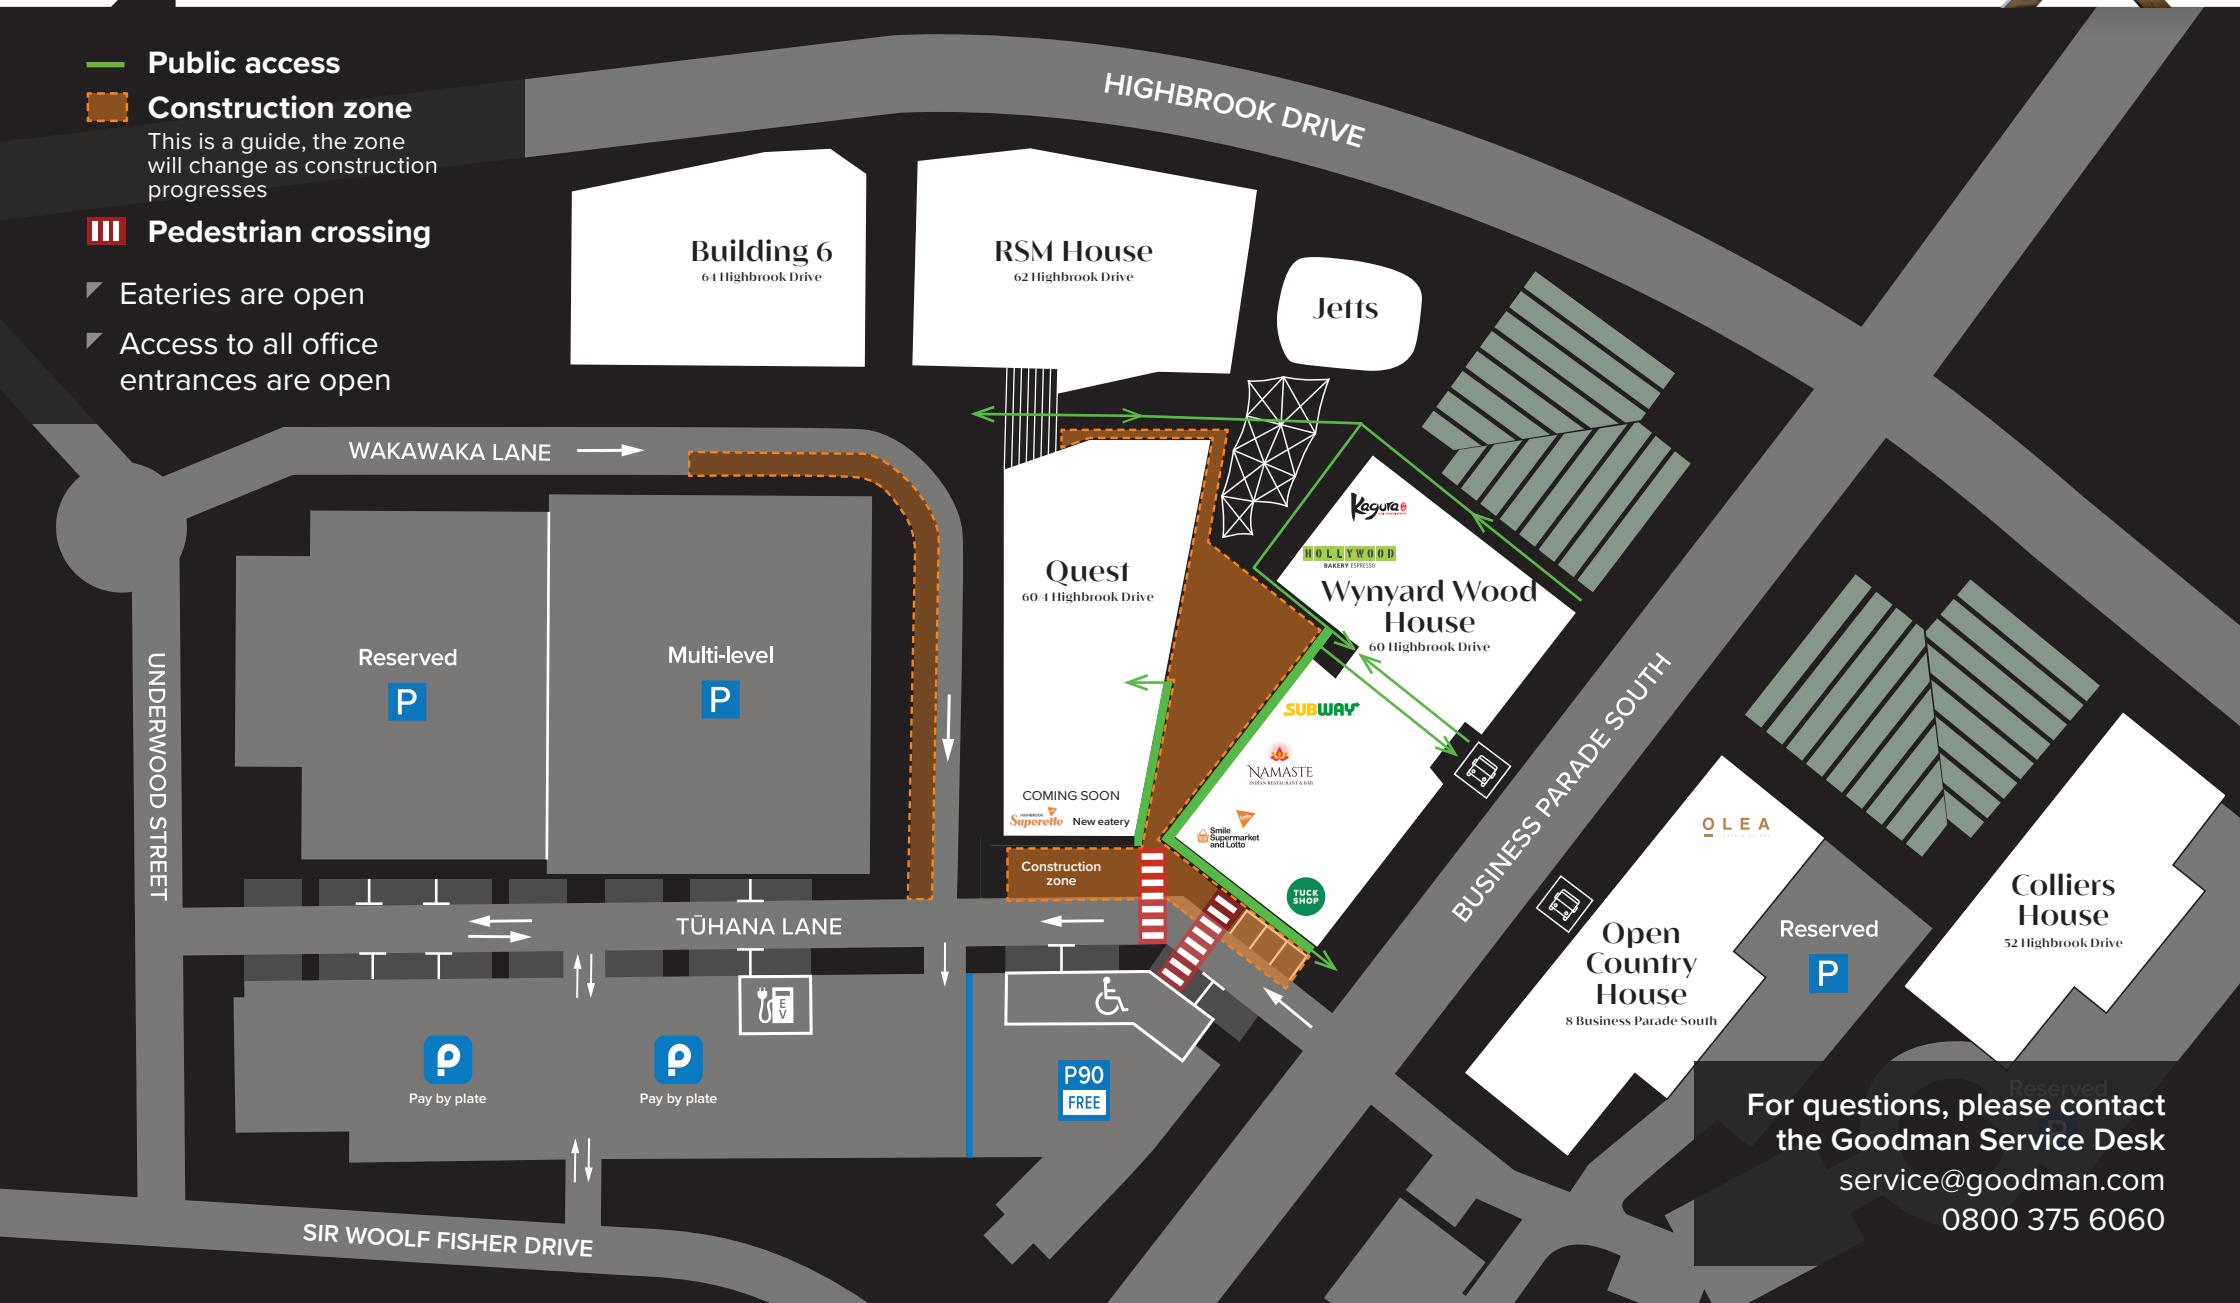 Public access
Construction zone
This is a guide, the zone
will change as construction
progresses
Pedestrian crossing
Eateries are open
Access to all office
entrances are open
HIGHBROOK DRIVE
Building 6
64 Highbrook Drive
RSM House
62 Highbrook Drive
Jetts
WAKAWAKA LANE
Kagura
HOLLYWOOD
BAKERY ESPRESSO
Quest
60/4 Highbrook Drive
Wynyard Wood
House
60 Highbrook Drive
Reserved
P
Multi-level
P
UNDERWOOD STREET
SUBWAY
NAMASTE
INDIAN RESTAURANT & BAR
BUSINESS PARADE SOUTH
COMING SOON
HIGHBROOK
Superette
New eatery
Smile
Supermarket
and Lotto
Construction
zone
TUCK
SHOP
OLEA
TŪHANA LANE
Open
Country
House
8 Business Parade South
Reserved
P
Colliers
House
52 Highbrook Drive
EV
P
Pay by plate
P
Pay by plate
P90
FREE
Reserved
P
For questions, please contact
the Goodman Service Desk
service@goodman.com
0800 375 6060
SIR WOOLF FISHER DRIVE